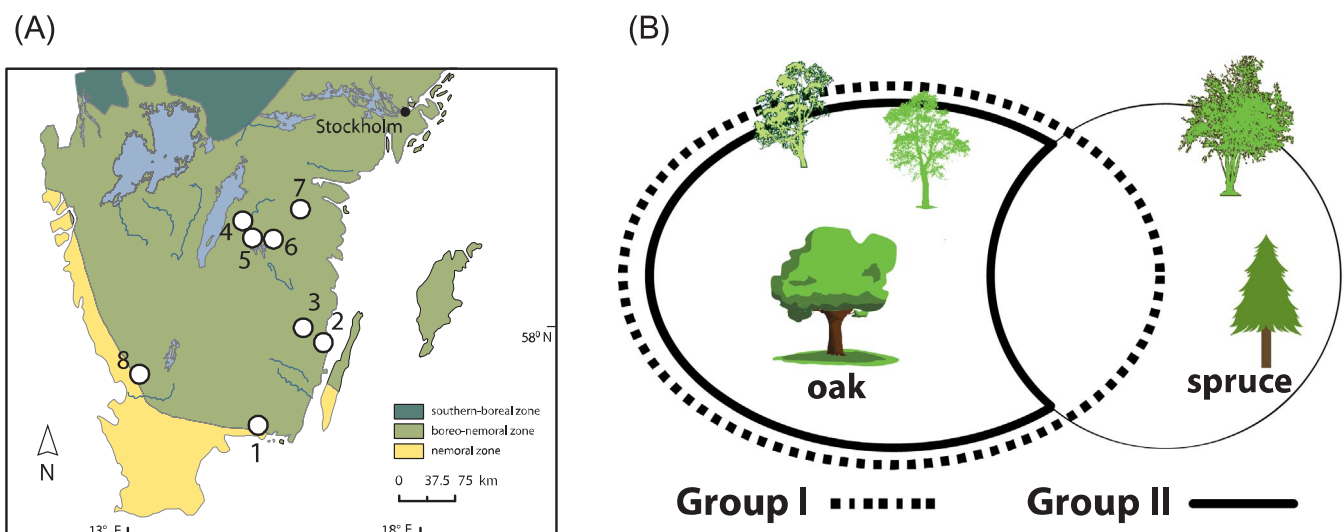 (A)
(B)
Stockholm
7
4
5
6
3
2
58⁰ N
8
1
southern-boreal zone
boreo-nemoral zone
nemoral zone
N
0 37.5 75 km
13° E
18° E
oak
spruce
Group I
Group II